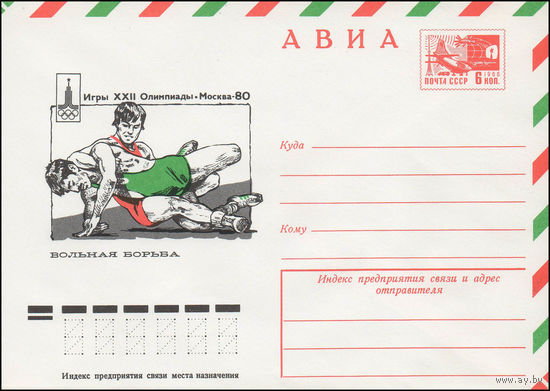 АВИА
Игры XXII Олимпиады • Москва-80
1966
ПОЧТА СССР 6 КОП.
Куда
Кому
ВОЛЬНАЯ БОРЬБА
Индекс предприятия связи и адрес
отправителя
Индекс предприятия связи места назначения
www.ay.by